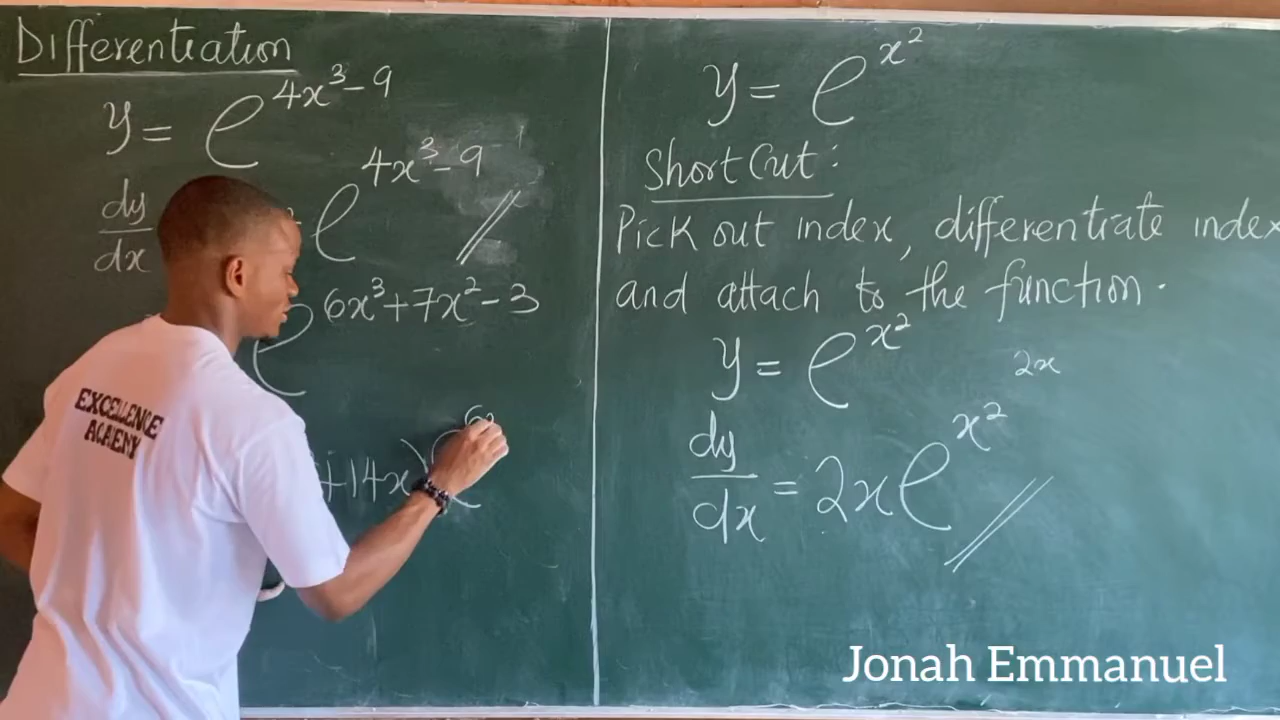 Differentiation
y = e^{4x³-9}
dy/dx e^{4x³-9}
e^{6x³+7x²-3}
+14x) e^{6
y = e^{x²}
Short Cut:
Pick out index, differentiate index
and attach to the function.
y = e^{x²}
2x
dy/dx = 2x e^{x²}
EXCELLENCE
ACADEMY
Jonah Emmanuel